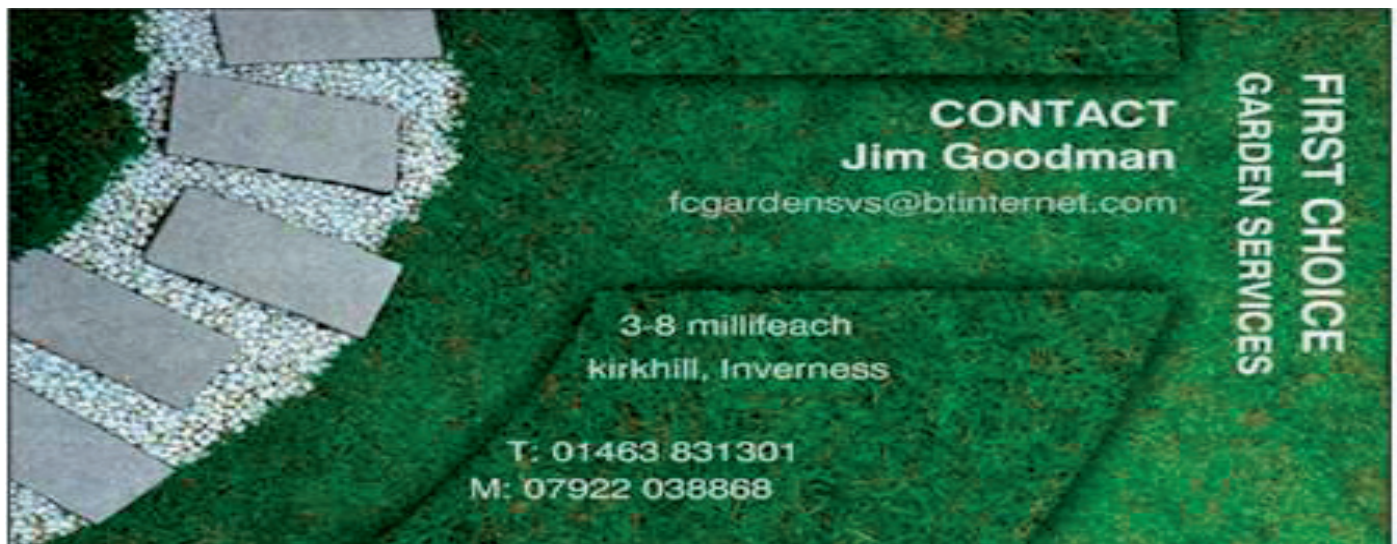 FIRST CHOICE
GARDEN SERVICES
CONTACT
Jim Goodman
fcgardensvs@btinternet.com
3-8 millifeach
kirkhill, Inverness
T: 01463 831301
M: 07922 038868